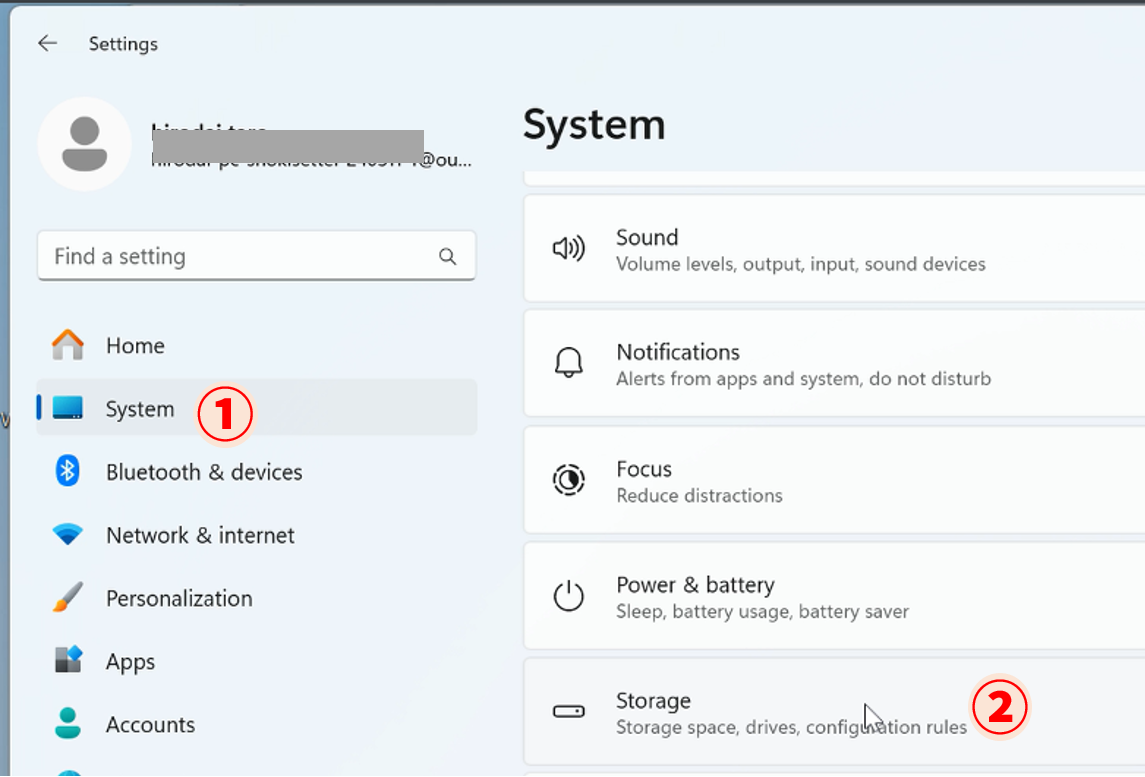 Settings
@ou...
Find a setting
Home
System
1
Bluetooth & devices
Network & internet
Personalization
Apps
Accounts
System
Sound
Volume levels, output, input, sound devices
Notifications
Alerts from apps and system, do not disturb
Focus
Reduce distractions
Power & battery
Sleep, battery usage, battery saver
Storage
Storage space, drives, configuration rules
2